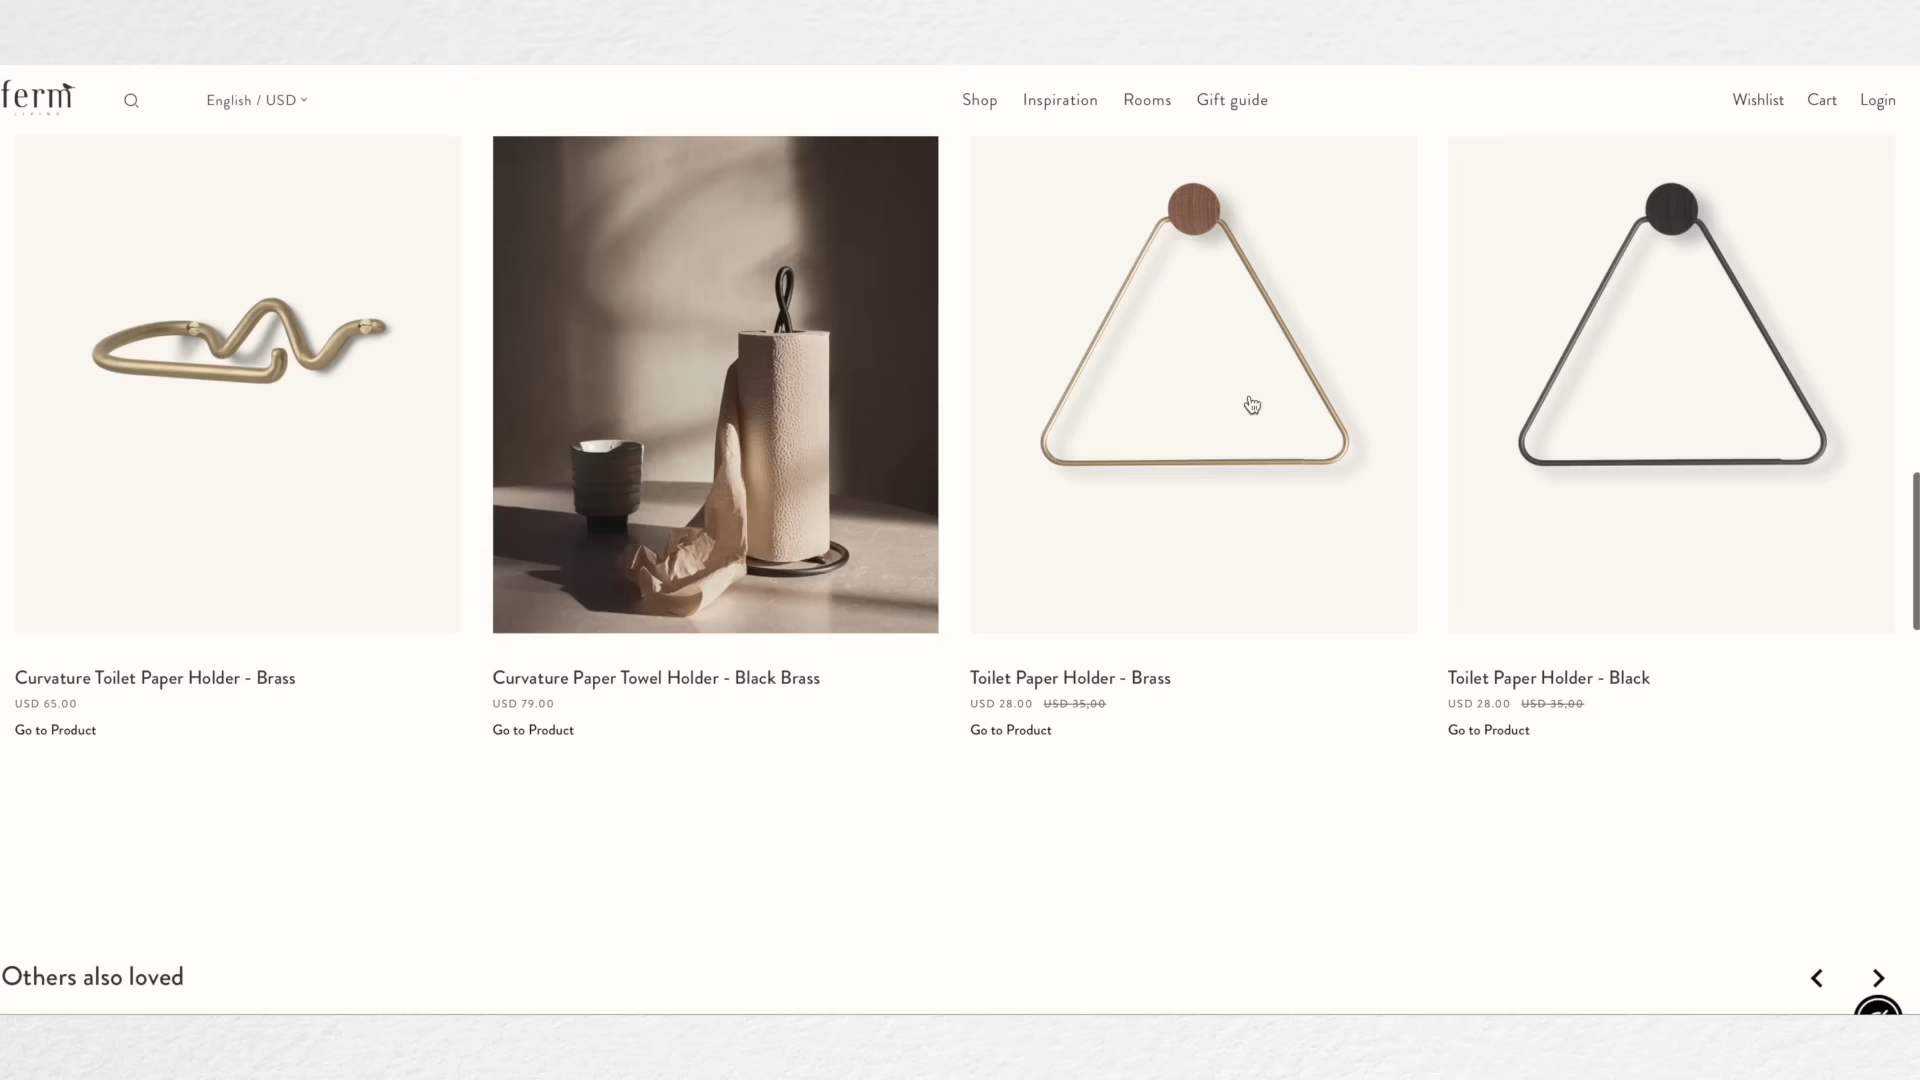 ferm
LIVING
English / USD
Shop
Inspiration
Rooms
Gift guide
Wishlist
Cart
Login
Curvature Toilet Paper Holder - Brass
USD 65.00
Go to Product
Curvature Paper Towel Holder - Black Brass
USD 79.00
Go to Product
Toilet Paper Holder - Brass
USD 28.00 USD 35,00
Go to Product
Toilet Paper Holder - Black
USD 28.00 USD 35,00
Go to Product
Others also loved